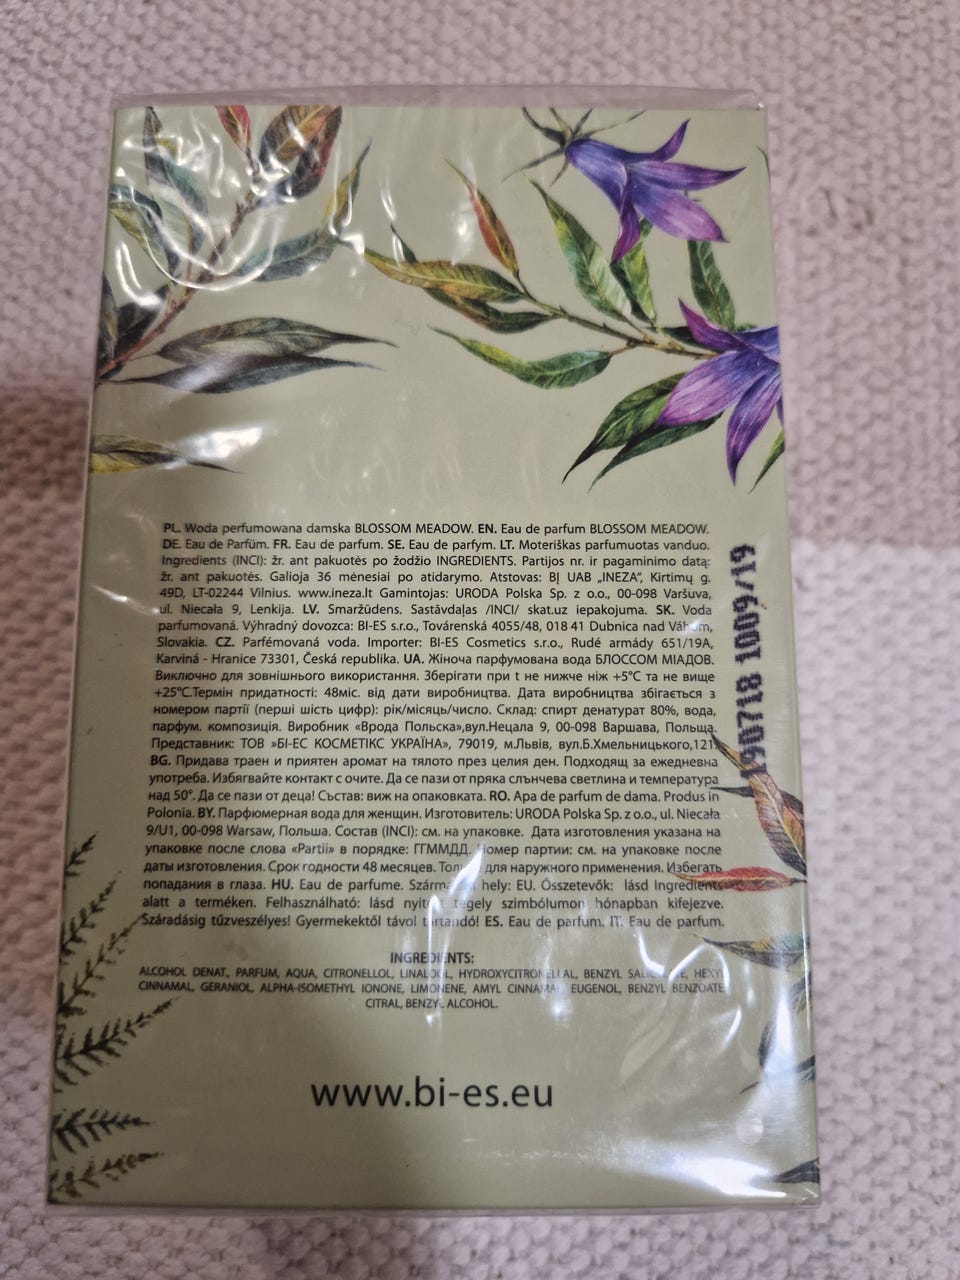 PL. Woda perfumowana damska BLOSSOM MEADOW. EN. Eau de parfum BLOSSOM MEADOW.
DE. Eau de Parfüm. FR. Eau de parfum. SE. Eau de parfym. LT. Moteriškas parfumuotas vanduo.
Ingredients (INCI): žr. ant pakuotės po žodžio INGREDIENTS. Partijos nr. ir pagaminimo datą:
žr. ant pakuotės. Galioja 36 mėnesiai po atidarymo. Atstovas: BĮ UAB „INEZA“, Kirtimų g.
49D, LT-02244 Vilnius. www.ineza.lt Gamintojas: URODA Polska Sp. z o.o., 00-098 Varšuva,
ul. Niecała 9, Lenkija. LV. Smaržūdens. Sastāvdaļas /INCI/ skat.uz iepakojuma. SK. Voda
parfumovaná. Výhradný dovozca: BI-ES s.r.o., Továrenská 4055/48, 018 41 Dubnica nad Váhom,
Slovakia. CZ. Parfémovaná voda. Importer: BI-ES Cosmetics s.r.o., Rudé armády 651/19A,
Karviná - Hranice 73301, Česká republika. UA. Жіноча парфумована вода БЛОССОМ МІАДОВ.
Виключно для зовнішнього використання. Зберігати при t не нижче ніж +5°С та не вище
+25°С.Термін придатності: 48міс. від дати виробництва. Дата виробництва збігається з
номером партії (перші шість цифр): рік/місяць/число. Склад: спирт денатурат 80%, вода,
парфум. композиція. Виробник «Врода Польска»,вул.Нецала 9, 00-098 Варшава, Польща.
Представник: ТОВ »БІ-ЕС КОСМЕТІКС УКРАЇНА», 79019, м.Львів, вул.Б.Хмельницького,121.
BG. Придава траен и приятен аромат на тялото през целия ден. Подходящ за ежедневна
употреба. Избягвайте контакт с очите. Да се пази от пряка слънчева светлина и температура
над 50°. Да се пази от деца! Състав: виж на опаковката. RO. Apa de parfum de dama. Produs in
Polonia. BY. Парфюмерная вода для женщин. Изготовитель: URODA Polska Sp. z o.o., ul. Niecała
9/U1, 00-098 Warsaw, Польша. Состав (INCI): см. на упаковке. Дата изготовления указана на
упаковке после слова «Partii» в порядке: ГГММДД. Номер партии: см. на упаковке после
даты изготовления. Срок годности 48 месяцев. Только для наружного применения. Избегать
попадания в глаза. HU. Eau de parfume. Származási hely: EU. Összetevők: lásd Ingredients
alatt a terméken. Felhasználható: lásd nyitott tégely szimbólumon hónapban kifejezve.
Száradásig tűzveszélyes! Gyermekektől távol tartandó! ES. Eau de parfum. IT. Eau de parfum.
INGREDIENTS:
ALCOHOL DENAT., PARFUM, AQUA, CITRONELLOL, LINALOOL, HYDROXYCITRONELLAL, BENZYL SALICYLATE, HEXYL
CINNAMAL, GERANIOL, ALPHA-ISOMETHYL IONONE, LIMONENE, AMYL CINNAMAL, EUGENOL, BENZYL BENZOATE
CITRAL, BENZYL ALCOHOL.
www.bi-es.eu
190718 1009/19